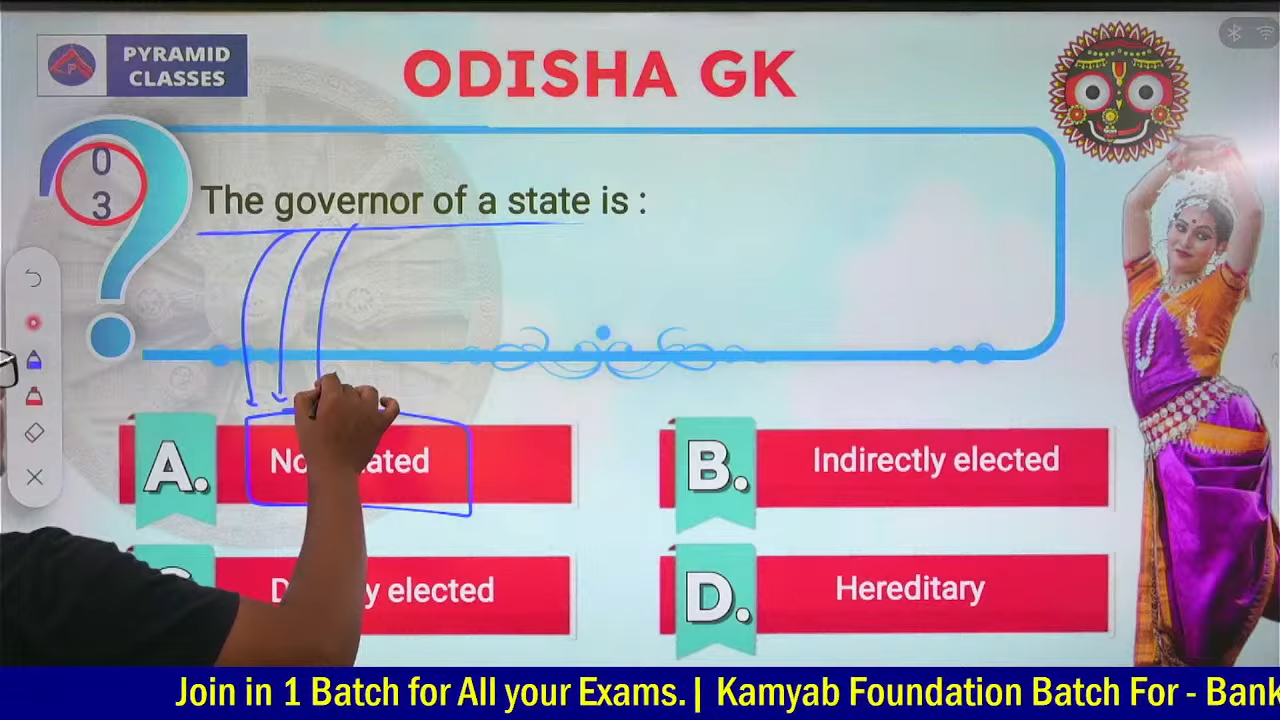 PYRAMID
CLASSES
ODISHA GK
0
3
The governor of a state is :
A.
B.
Indirectly elected
elected
D.
Hereditary
Join in 1 Batch for All your Exams. | Kamyab Foundation Batch For - Bank